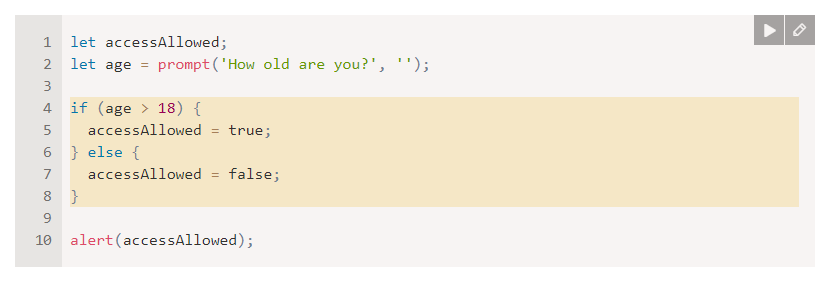 1 let accessAllowed;
2 let age = prompt('How old are you?', '');
3
4 if (age > 18) {
5   accessAllowed = true;
6 } else {
7   accessAllowed = false;
8 }
9
10 alert(accessAllowed);